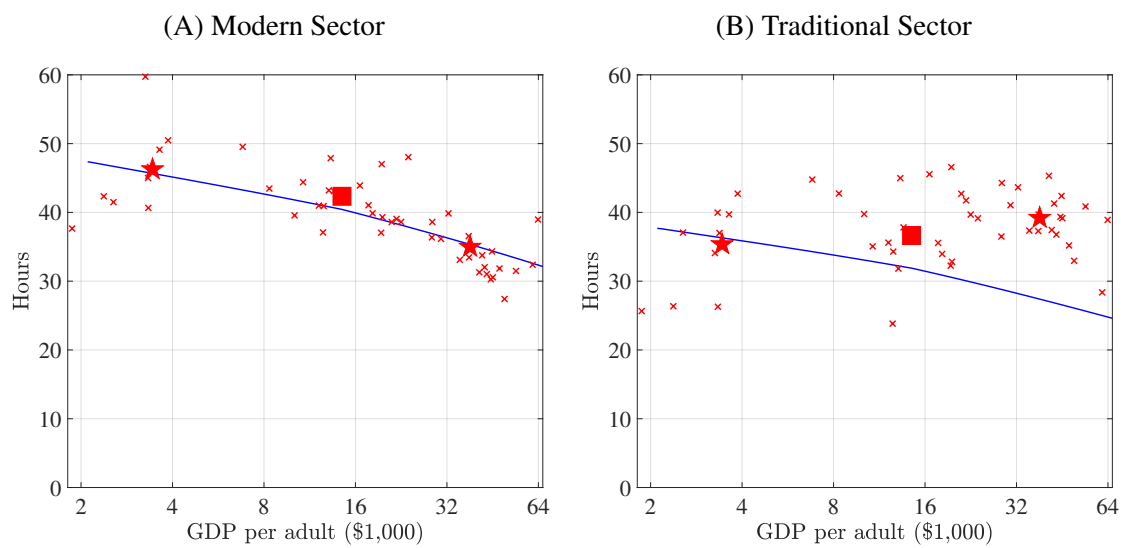 (A) Modern Sector
60
50
40
30
20
10
0
Hours
2 4 8 16 32 64
GDP per adult ($1,000)
(B) Traditional Sector
60
50
40
30
20
10
0
Hours
2 4 8 16 32 64
GDP per adult ($1,000)